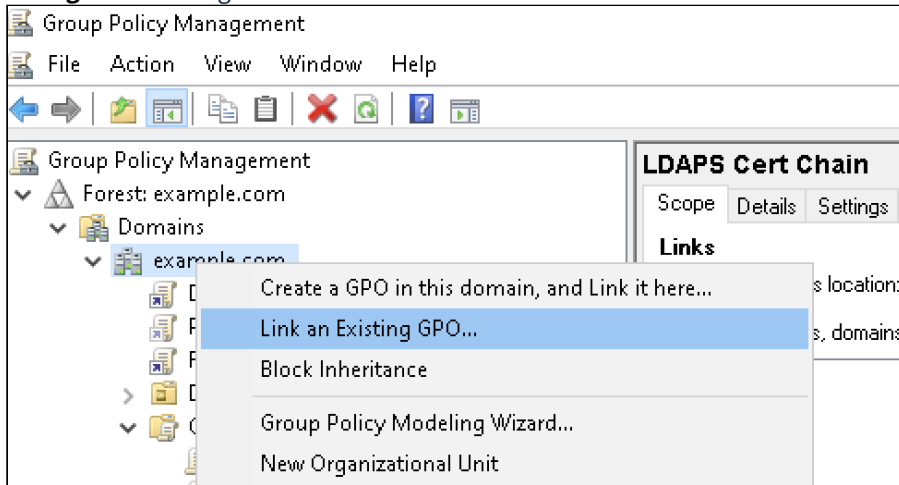 Group Policy Management
File Action View Window Help
Group Policy Management
Forest: example.com
Domains
example.com
LDAPS Cert Chain
Scope Details Settings
Links
Create a GPO in this domain, and Link it here...
s location:
Link an Existing GPO...
s, domains
Block Inheritance
Group Policy Modeling Wizard...
New Organizational Unit